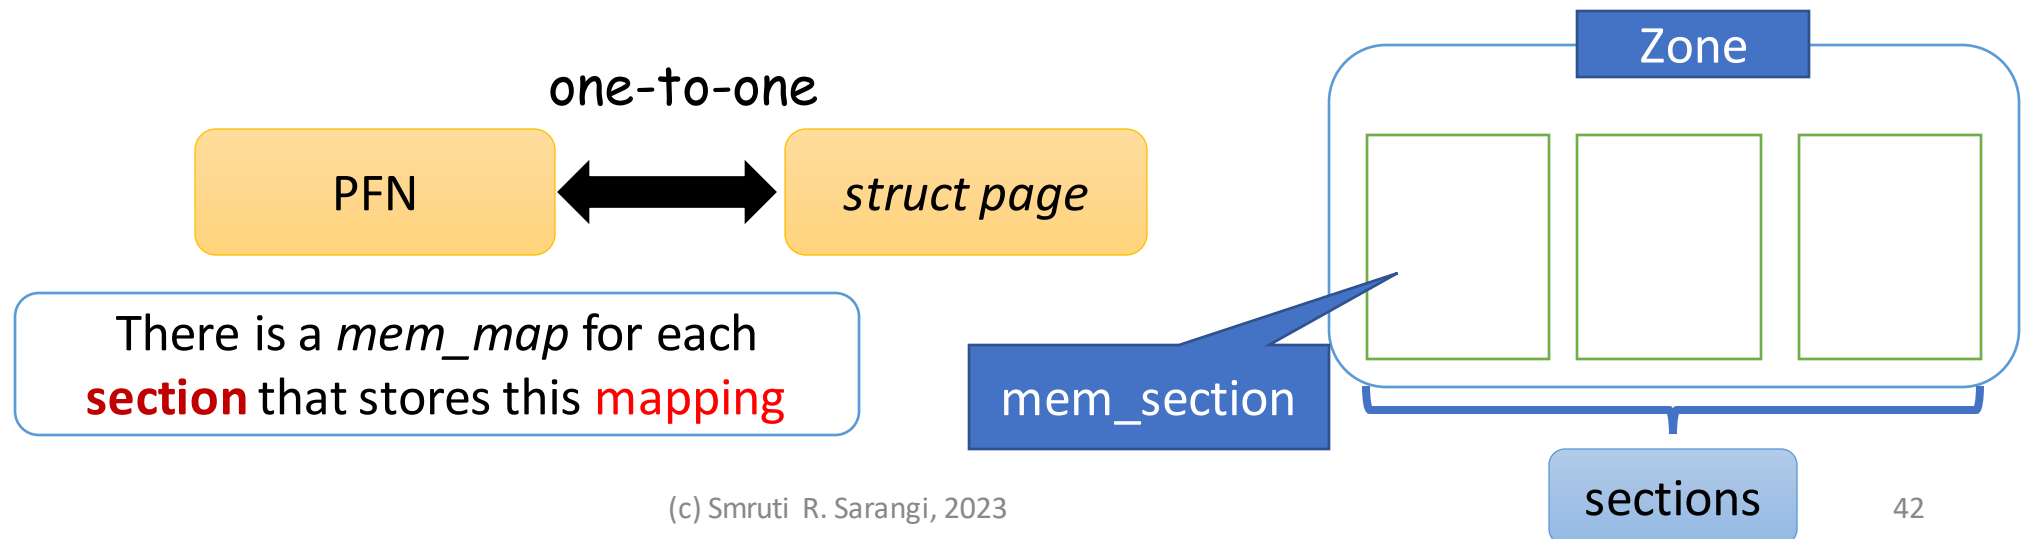 Zone
one-to-one
PFN
struct page
There is a mem_map for each
section that stores this mapping
mem_section
sections
(c) Smruti R. Sarangi, 2023
42